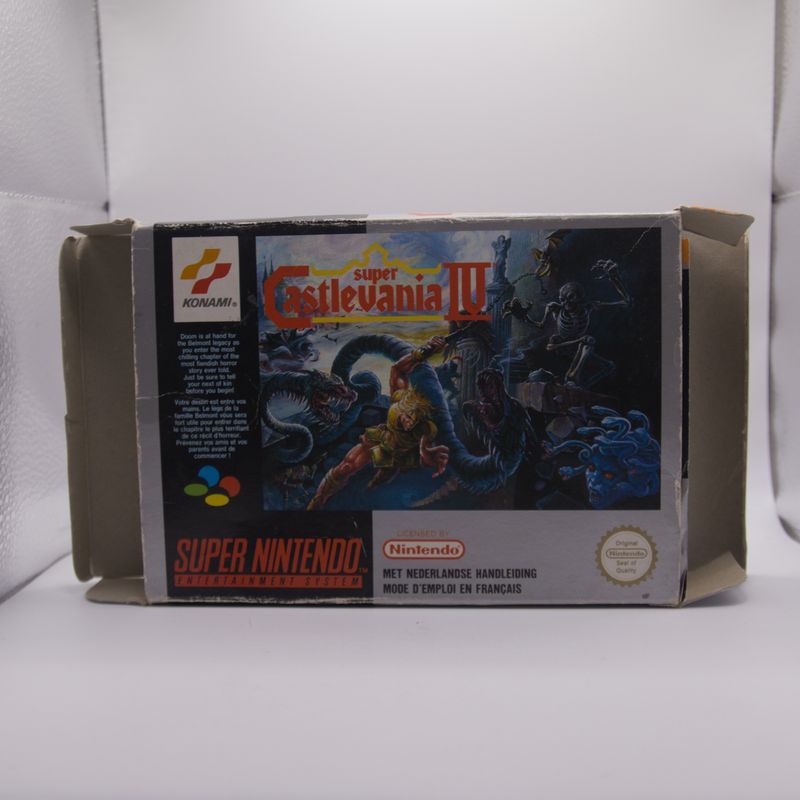 KONAMI®
super
Castlevania IV
Doom is at hand for
the Belmont legacy as
you enter the most
chilling chapter of the
most fiendish horror
story ever told.
Just be sure to tell
your next of kin
before you begin!
Votre destin est entre vos
mains. Le legs de la
famille Belmont vous sera
fort utile pour entrer dans
le chapitre le plus terrifiant
de ce récit d'horreur.
Prévenez vos amis et vos
parents avant de
commencer !
SUPER NINTENDO™
ENTERTAINMENT SYSTEM
LICENSED BY
Nintendo
MET NEDERLANDSE HANDLEIDING
MODE D'EMPLOI EN FRANÇAIS
Original
Nintendo
Seal of
Quality